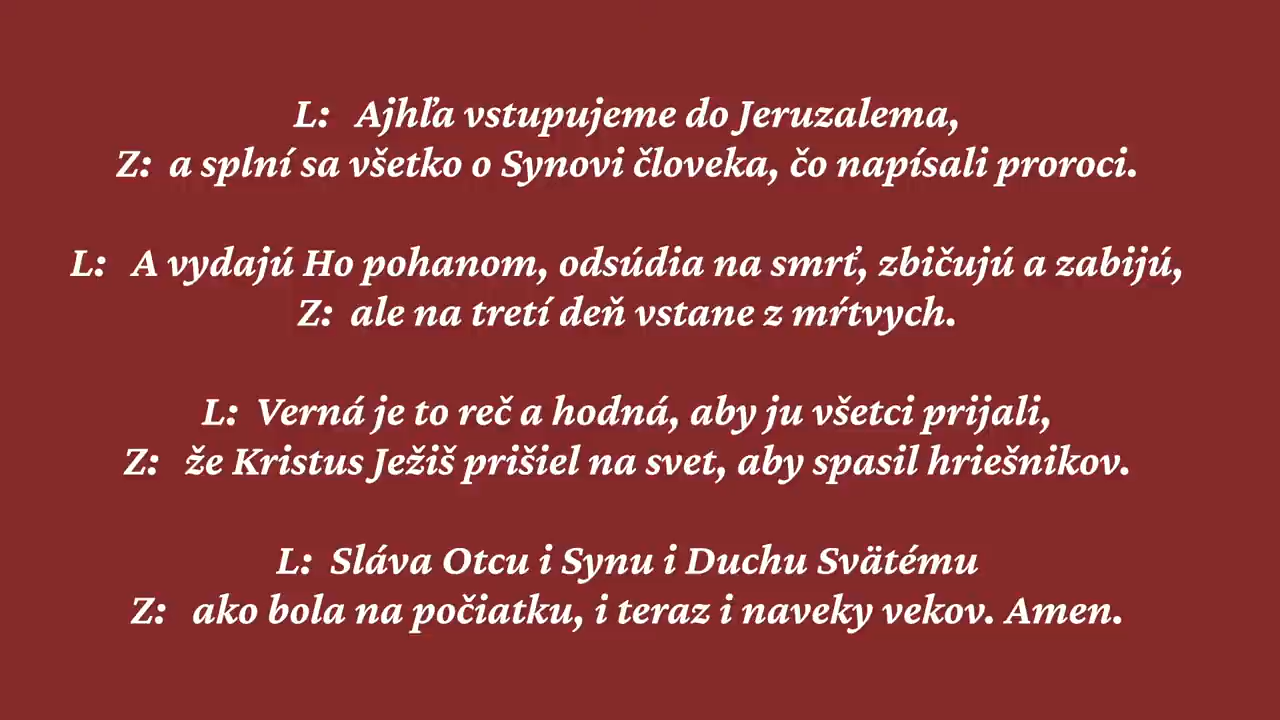 L: Ajhľa vstupujeme do Jeruzalema,
Z: a splní sa všetko o Synovi človeka, čo napísali proroci.
L: A vydajú Ho pohanom, odsúdia na smrť, zbičujú a zabijú,
Z: ale na tretí deň vstane z mŕtvych.
L: Verná je to reč a hodná, aby ju všetci prijali,
Z: že Kristus Ježiš prišiel na svet, aby spasil hriešnikov.
L: Sláva Otcu i Synu i Duchu Svätému
Z: ako bola na počiatku, i teraz i naveky vekov. Amen.